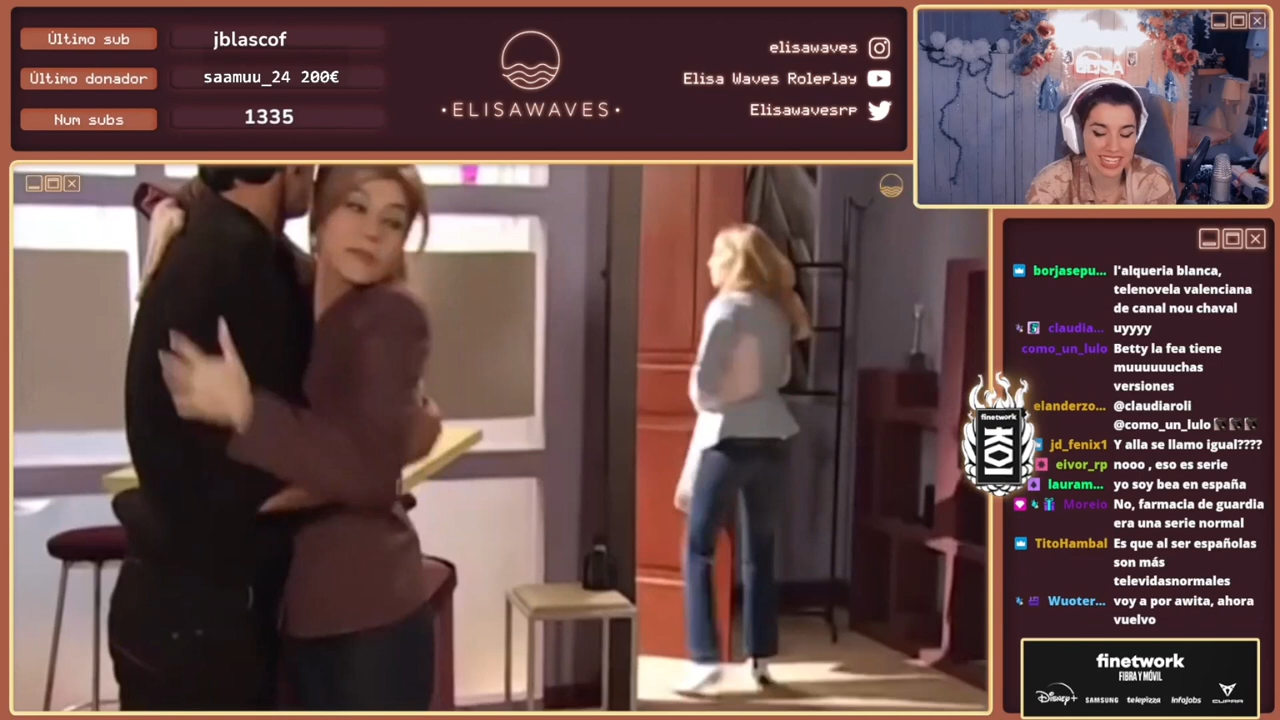 Último sub
jblascof
Último donador
saamuu_24 200€
Num subs
1335
·ELISAWAVES·
elisawaves
Elisa Waves Roleplay
Elisawavesrp
ELISA
borjasepu... l'alqueria blanca,
telenovela valenciana
de canal nou chaval
claudia... uyyyy
como_un_lulo Betty la fea tiene
muuuuuuchas
versiones
elanderzo... @claudiaroli
@como_un_lulo
jd_fenix1 Y alla se llamo igual????
eivor_rp nooo , eso es serie
lauram... yo soy bea en españa
Moreio No, farmacia de guardia
era una serie normal
TitoHambal Es que al ser españolas
son más
televidasnormales
Wuoter... voy a por awita, ahora
vuelvo
finetwork
KOI
finetwork
FIBRA Y MÓVIL
Disney+ SAMSUNG telepizza InfoJobs CUPRA